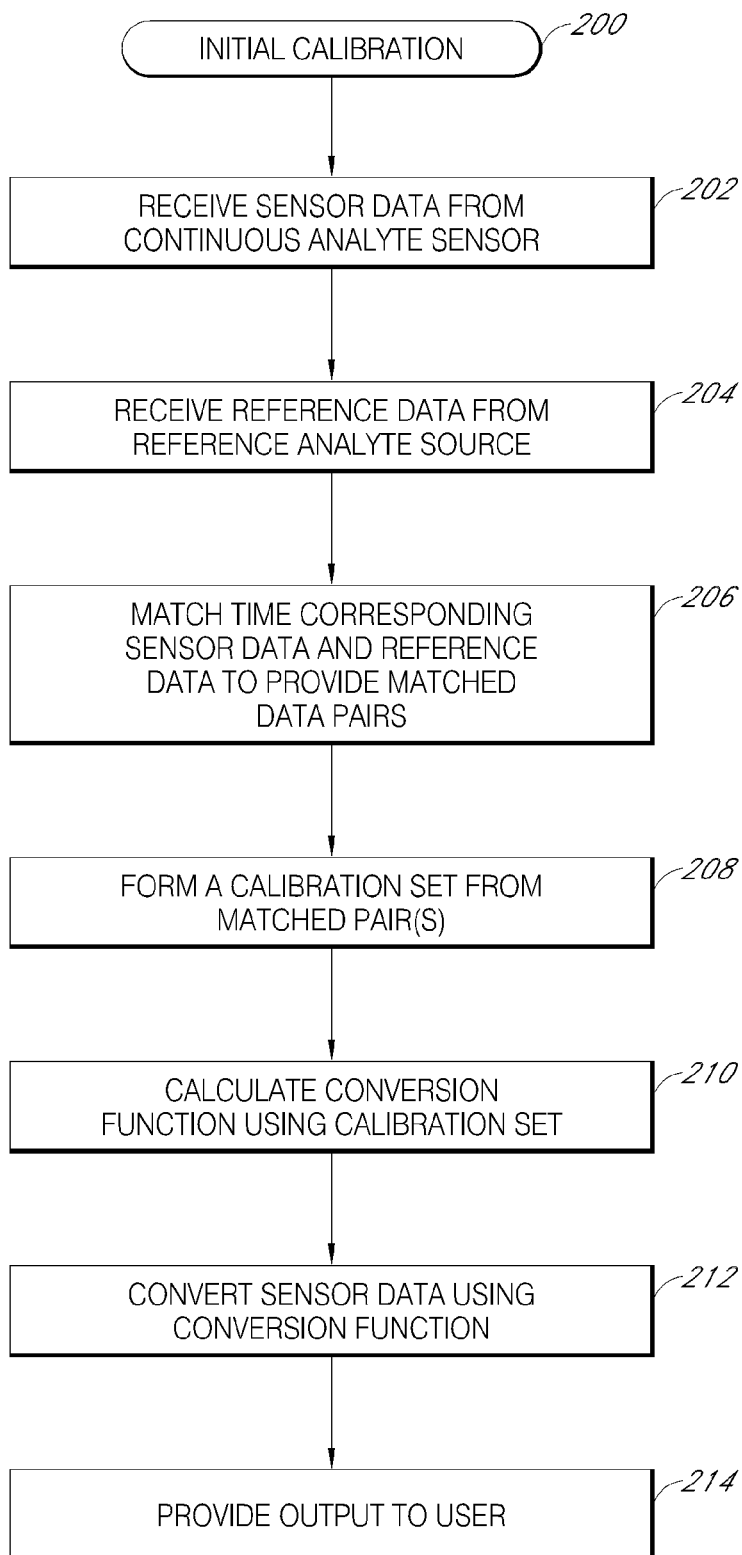 INITIAL CALIBRATION
200
RECEIVE SENSOR DATA FROM
CONTINUOUS ANALYTE SENSOR
202
RECEIVE REFERENCE DATA FROM
REFERENCE ANALYTE SOURCE
204
MATCH TIME CORRESPONDING
SENSOR DATA AND REFERENCE
DATA TO PROVIDE MATCHED
DATA PAIRS
206
FORM A CALIBRATION SET FROM
MATCHED PAIR(S)
208
CALCULATE CONVERSION
FUNCTION USING CALIBRATION SET
210
CONVERT SENSOR DATA USING
CONVERSION FUNCTION
212
PROVIDE OUTPUT TO USER
214